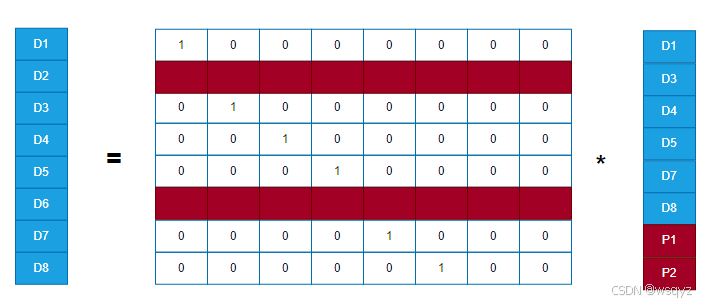 D1 1 0 0 0 0 0 0 0 D1
D2 D3
D3 0 1 0 0 0 0 0 0 D4
D4 0 0 1 0 0 0 0 0 D5
D5 = 0 0 0 1 0 0 0 0 * D7
D6 D8
D7 0 0 0 0 1 0 0 0 P1
D8 0 0 0 0 0 1 0 0 P2
CSDN @wsqyz